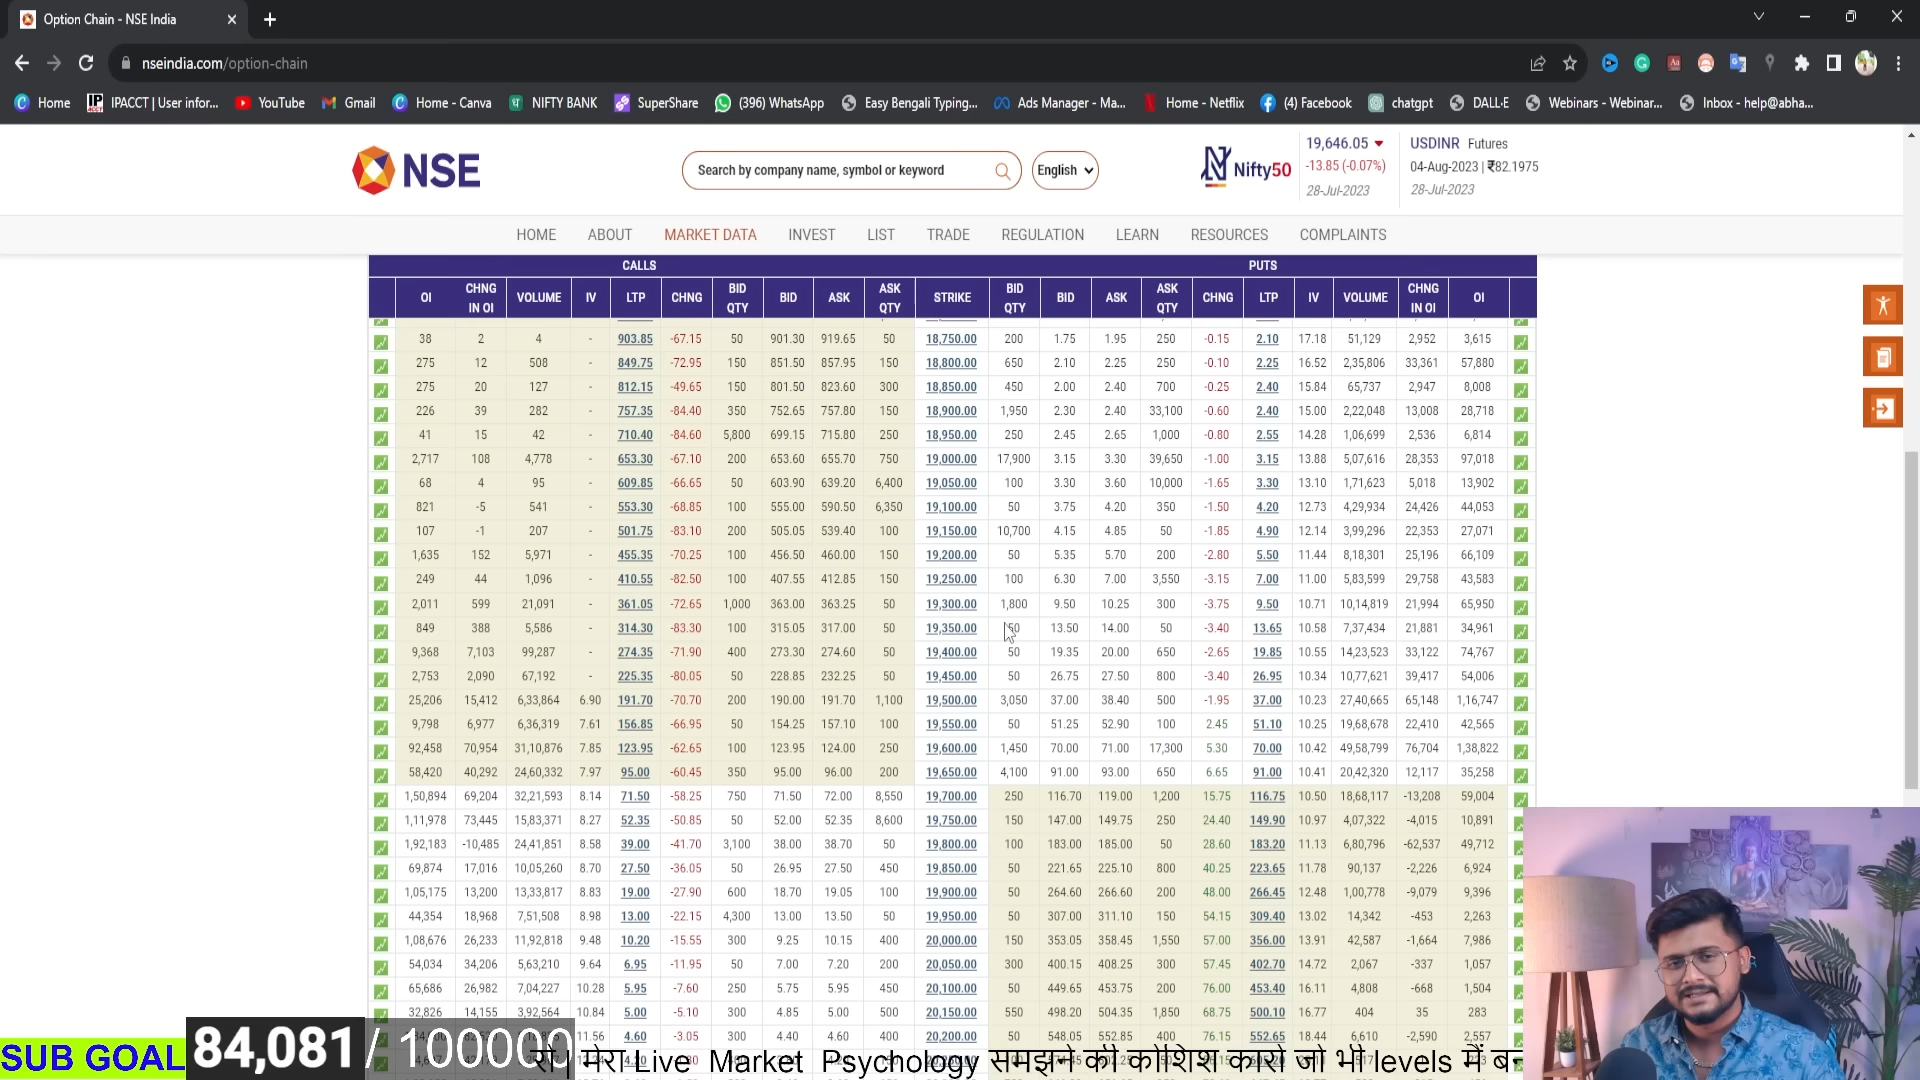 Option Chain - NSE India
nseindia.com/option-chain
Home IPACCT | User infor... YouTube Gmail Home - Canva NIFTY BANK SuperShare (396) WhatsApp Easy Bengali Typing... Ads Manager - Ma... Home - Netflix (4) Facebook chatgpt DALL·E Webinars - Webinar... Inbox - help@abha...
NSE
Search by company name, symbol or keyword
English
Nifty50
19,646.05
-13.85 (-0.07%)
28-Jul-2023
USDINR Futures
04-Aug-2023 | ₹82.1975
28-Jul-2023
HOME ABOUT MARKET DATA INVEST LIST TRADE REGULATION LEARN RESOURCES COMPLAINTS
CALLS PUTS
OI CHNG IN OI VOLUME IV LTP CHNG BID QTY BID ASK ASK QTY STRIKE BID QTY BID ASK ASK QTY CHNG LTP IV VOLUME CHNG IN OI OI
38 2 4 - 903.85 -67.15 50 901.30 919.65 50 18,750.00 200 1.75 1.95 250 -0.15 2.10 17.18 51,129 2,952 3,615
275 12 508 - 849.75 -72.95 150 851.50 857.95 150 18,800.00 650 2.10 2.25 250 -0.10 2.25 16.52 2,35,806 33,361 57,880
275 20 127 - 812.15 -49.65 150 801.50 823.60 300 18,850.00 450 2.00 2.40 700 -0.25 2.40 15.84 65,737 2,947 8,008
226 39 282 - 757.35 -84.40 350 752.65 757.80 150 18,900.00 1,950 2.30 2.40 33,100 -0.60 2.40 15.00 2,22,048 13,008 28,718
41 15 42 - 710.40 -84.60 5,800 699.15 715.80 250 18,950.00 250 2.45 2.65 1,000 -0.80 2.55 14.28 1,06,699 2,536 6,814
2,717 108 4,778 - 653.30 -67.10 200 653.60 655.70 750 19,000.00 17,900 3.15 3.30 39,650 -1.00 3.15 13.88 5,07,616 28,353 97,018
68 4 95 - 609.85 -66.65 50 603.90 639.20 6,400 19,050.00 100 3.30 3.60 10,000 -1.65 3.30 13.10 1,71,623 5,018 13,902
821 -5 541 - 553.30 -68.85 100 555.00 590.50 6,350 19,100.00 50 3.75 4.20 350 -1.50 4.20 12.73 4,29,934 24,426 44,053
107 -1 207 - 501.75 -83.10 200 505.05 539.40 100 19,150.00 10,700 4.15 4.85 50 -1.85 4.90 12.14 3,99,296 22,353 27,071
1,635 152 5,971 - 455.35 -70.25 100 456.50 460.00 150 19,200.00 50 5.35 5.70 200 -2.80 5.50 11.44 8,18,301 25,196 66,109
249 44 1,096 - 410.55 -82.50 100 407.55 412.85 150 19,250.00 100 6.30 7.00 3,550 -3.15 7.00 11.00 5,83,599 29,758 43,583
2,011 599 21,091 - 361.05 -72.65 1,000 363.00 363.25 50 19,300.00 1,800 9.50 10.25 300 -3.75 9.50 10.71 10,14,819 21,994 65,950
849 388 5,586 - 314.30 -83.30 100 315.05 317.00 50 19,350.00 50 13.50 14.00 50 -3.40 13.65 10.58 7,37,434 21,881 34,961
9,368 7,103 99,287 - 274.35 -71.90 400 273.30 274.60 50 19,400.00 50 19.35 20.00 650 -2.65 19.85 10.55 14,23,523 33,122 74,767
2,753 2,090 67,192 - 225.35 -80.05 50 228.85 232.25 50 19,450.00 50 26.75 27.50 800 -3.40 26.95 10.34 10,77,621 39,417 54,006
25,206 15,412 6,33,864 6.90 191.70 -70.70 200 190.00 191.70 1,100 19,500.00 3,050 37.00 38.40 500 -1.95 37.00 10.23 27,40,665 65,148 1,16,747
9,798 6,977 6,36,319 7.61 156.85 -66.95 50 154.25 157.10 100 19,550.00 50 51.25 52.90 100 2.45 51.10 10.25 19,68,678 22,410 42,565
92,458 70,954 31,10,876 7.85 123.95 -62.65 100 123.95 124.00 250 19,600.00 1,450 70.00 71.00 17,300 5.30 70.00 10.42 49,58,799 76,704 1,38,822
58,420 40,292 24,60,332 7.97 95.00 -60.45 350 95.00 96.00 200 19,650.00 4,100 91.00 93.00 650 6.65 91.00 10.41 20,42,320 12,117 35,258
1,50,894 69,204 32,21,593 8.14 71.50 -58.25 750 71.50 72.00 8,550 19,700.00 250 116.70 119.00 1,200 15.75 116.75 10.50 18,68,117 -13,208 59,004
1,11,978 73,445 15,83,371 8.27 52.35 -50.85 50 52.00 52.35 8,600 19,750.00 150 147.00 149.75 250 24.40 149.90 10.97 4,07,322 -4,015 10,891
1,92,183 -10,485 24,41,851 8.58 39.00 -41.70 3,100 38.00 38.70 50 19,800.00 100 183.00 185.00 50 28.60 183.20 11.13 6,80,796 -62,537 49,712
69,874 17,016 10,05,260 8.70 27.50 -36.05 50 26.95 27.50 450 19,850.00 50 221.65 225.10 800 40.25 223.65 11.78 90,137 -2,226 6,924
1,05,175 13,200 13,33,817 8.83 19.00 -27.90 600 18.70 19.05 100 19,900.00 50 264.60 266.60 200 48.00 266.45 12.48 1,00,778 -9,079 9,396
44,354 18,968 7,51,508 8.98 13.00 -22.15 4,300 13.00 13.50 50 19,950.00 50 307.00 311.10 150 54.15 309.40 13.02 14,342 -453 2,263
1,08,676 26,233 11,92,818 9.48 10.20 -15.55 300 9.25 10.15 400 20,000.00 150 353.05 358.45 1,550 57.00 356.00 13.91 42,587 -1,664 7,986
54,034 34,206 5,63,210 9.64 6.95 -11.95 50 7.00 7.20 200 20,050.00 300 400.15 408.25 300 57.45 402.70 14.72 2,067 -337 1,057
65,686 26,982 7,04,227 10.28 5.95 -7.60 250 5.75 5.95 450 20,100.00 50 449.65 453.75 200 76.00 453.40 16.11 4,808 -668 1,504
32,826 14,155 3,92,564 10.84 5.00 -5.10 300 4.85 5.00 50 20,150.00 550 498.20 504.35 1,850 68.75 500.10 16.77 404 35 283
11.56 4.60 -3.05 300 4.40 4.60 400 20,200.00 50 548.05 552.85 400 76.15 552.65 18.44 6,610 -2,590 2,557
SUB GOAL 84,081 / 100000
से | मेरा Live Market Psychology समझने की कोशिश करें जो भी levels में